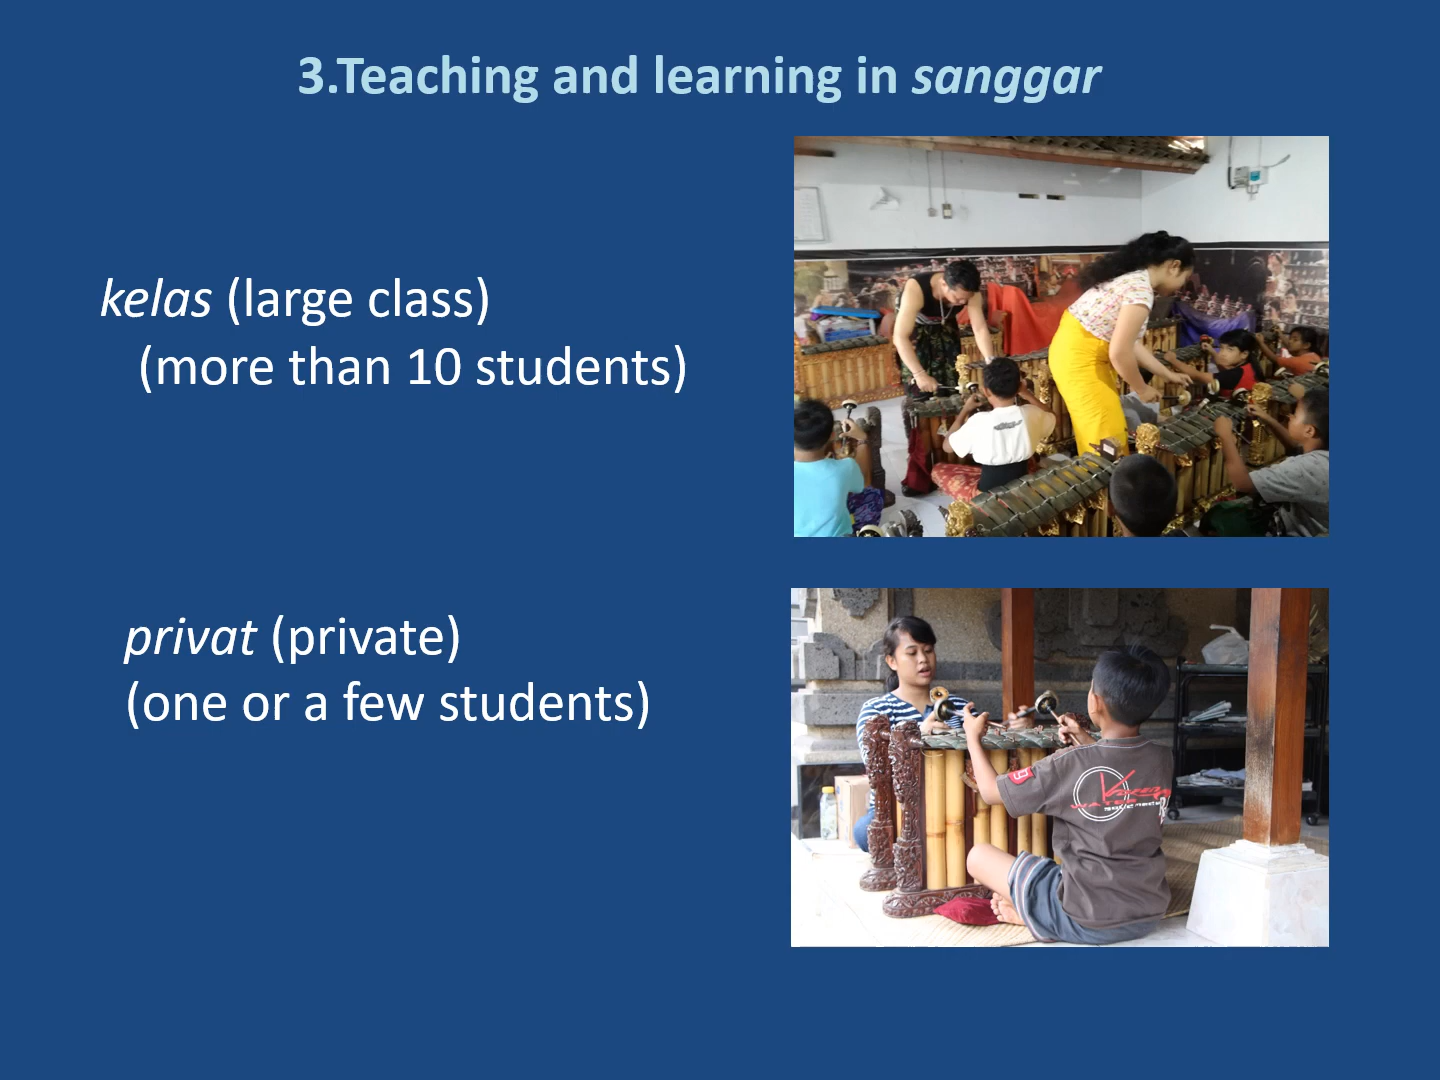 3.Teaching and learning in sanggar
kelas (large class)
(more than 10 students)
privat (private)
(one or a few students)